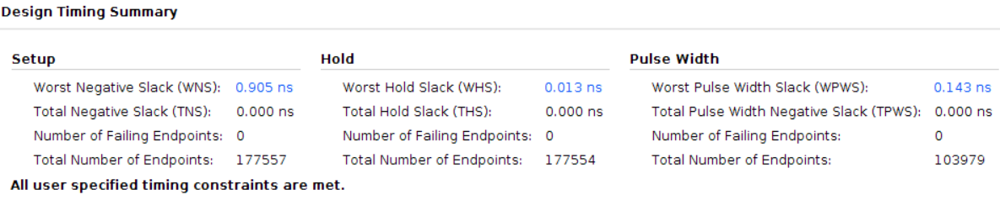 Design Timing Summary
Setup Hold Pulse Width
Worst Negative Slack (WNS): 0.905 ns Worst Hold Slack (WHS): 0.013 ns Worst Pulse Width Slack (WPWS): 0.143 ns
Total Negative Slack (TNS): 0.000 ns Total Hold Slack (THS): 0.000 ns Total Pulse Width Negative Slack (TPWS): 0.000 ns
Number of Failing Endpoints: 0 Number of Failing Endpoints: 0 Number of Failing Endpoints: 0
Total Number of Endpoints: 177557 Total Number of Endpoints: 177554 Total Number of Endpoints: 103979
All user specified timing constraints are met.